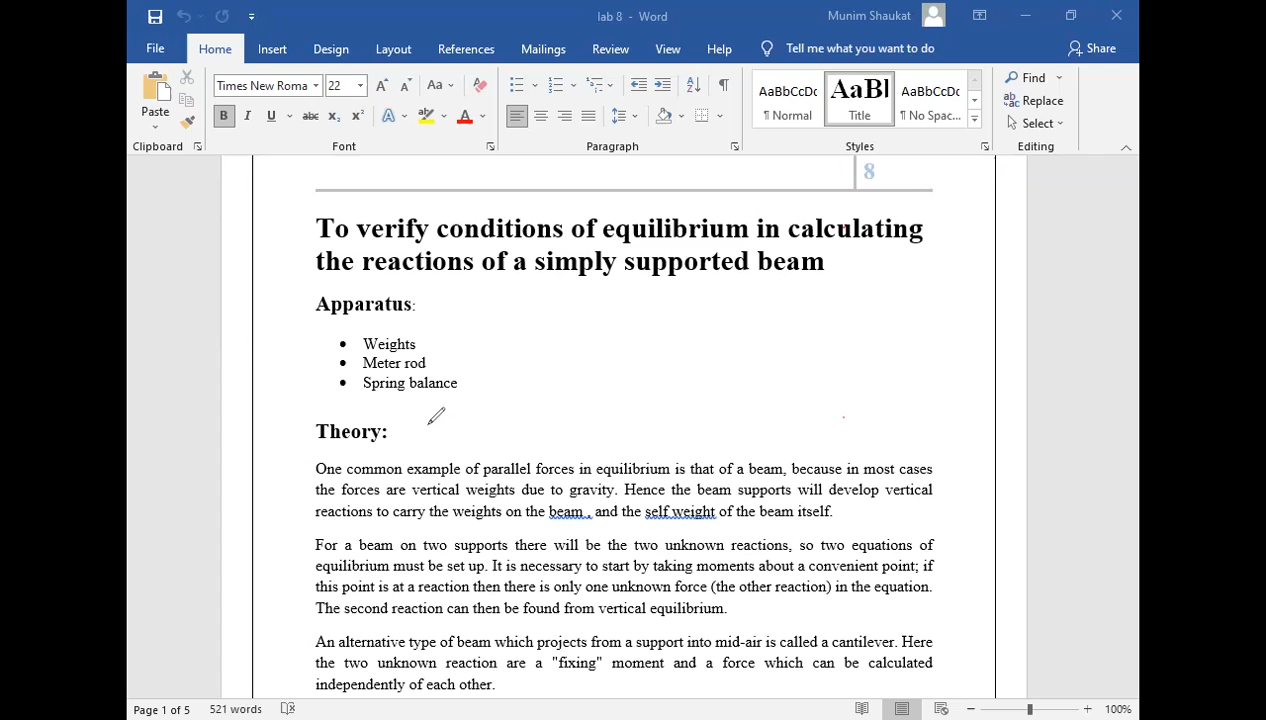 lab 8 - Word
Munim Shaukat
File Home Insert Design Layout References Mailings Review View Help Tell me what you want to do Share
Times New Roma 22 Aa
Paste
B I U abc x₂ x² A A
Clipboard Font Paragraph Styles Editing
AaBbCcDc AaBl AaBbCcDc
¶ Normal Title ¶ No Spac...
Find
Replace
Select
8
To verify conditions of equilibrium in calculating
the reactions of a simply supported beam
Apparatus:
• Weights
• Meter rod
• Spring balance
Theory:
One common example of parallel forces in equilibrium is that of a beam, because in most cases
the forces are vertical weights due to gravity. Hence the beam supports will develop vertical
reactions to carry the weights on the beam , and the self weight of the beam itself.
For a beam on two supports there will be the two unknown reactions, so two equations of
equilibrium must be set up. It is necessary to start by taking moments about a convenient point; if
this point is at a reaction then there is only one unknown force (the other reaction) in the equation.
The second reaction can then be found from vertical equilibrium.
An alternative type of beam which projects from a support into mid-air is called a cantilever. Here
the two unknown reaction are a "fixing" moment and a force which can be calculated
independently of each other.
Page 1 of 5 521 words 100%